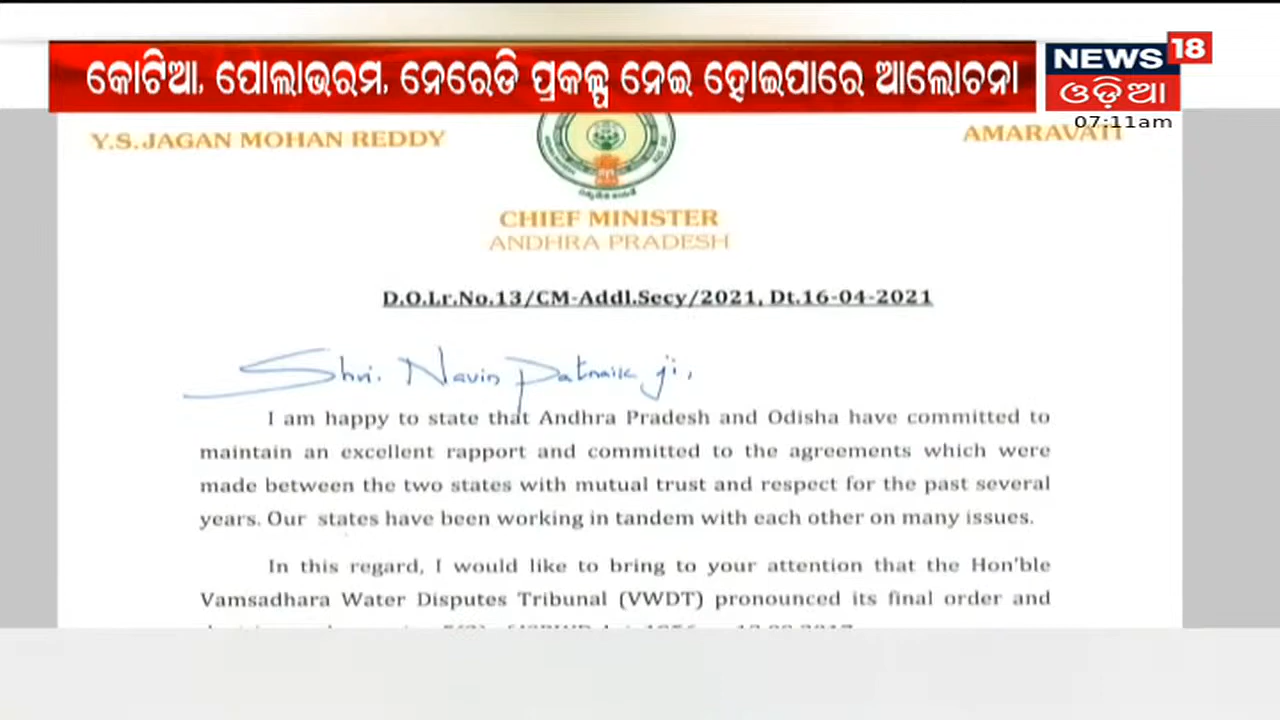 କୋଟିଆ, ପୋଲାଭରମ, ନେରେଡି ପ୍ରକଳ୍ପ ନେଇ ହୋଇପାରେ ଆଲୋଚନା
NEWS 18
ଓଡ଼ିଆ
07:11am
Y.S.JAGAN MOHAN REDDY
AMARAVATI
CHIEF MINISTER
ANDHRA PRADESH
D.O.Lr.No.13/CM-Addl.Secy/2021, Dt.16-04-2021
Shri. Navin Patnaik ji,
I am happy to state that Andhra Pradesh and Odisha have committed to
maintain an excellent rapport and committed to the agreements which were
made between the two states with mutual trust and respect for the past several
years. Our states have been working in tandem with each other on many issues.
In this regard, I would like to bring to your attention that the Hon'ble
Vamsadhara Water Disputes Tribunal (VWDT) pronounced its final order and